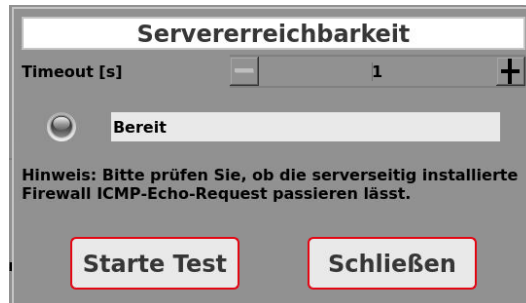 Servererreichbarkeit
Timeout [s] 1
Bereit
Hinweis: Bitte prüfen Sie, ob die serverseitig installierte
Firewall ICMP-Echo-Request passieren lässt.
Starte Test Schließen